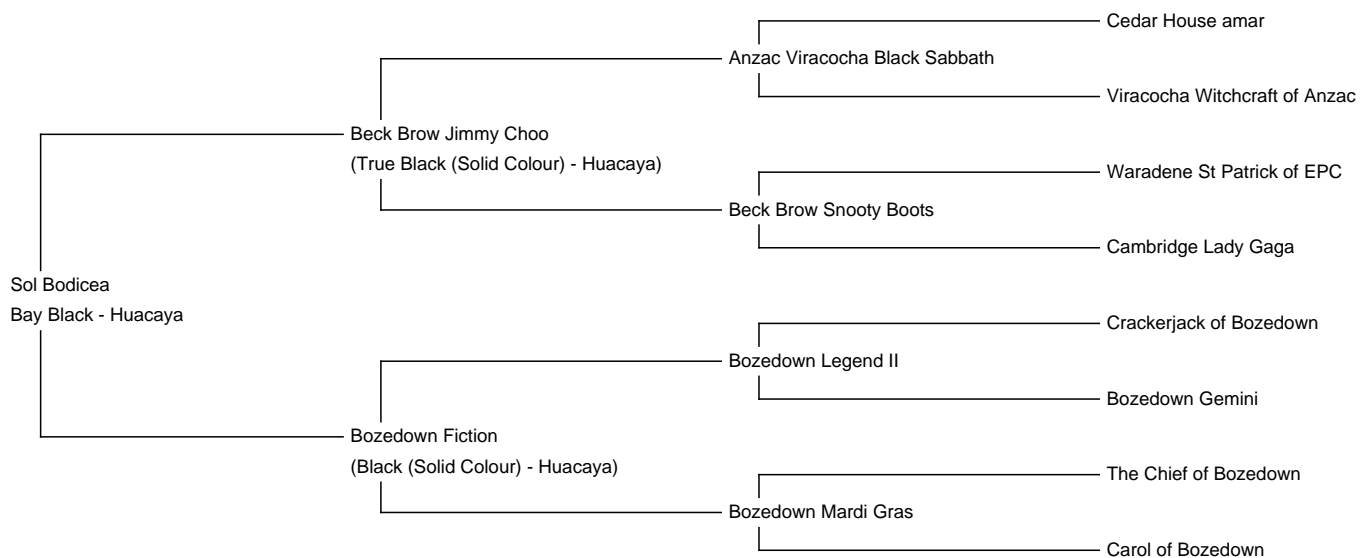 Cedar House amar
Anzac Viracocha Black Sabbath
Viracocha Witchcraft of Anzac
Beck Brow Jimmy Choo
(True Black (Solid Colour) - Huacaya)
Waradene St Patrick of EPC
Beck Brow Snooty Boots
Cambridge Lady Gaga
Sol Bodicea
Bay Black - Huacaya
Crackerjack of Bozedown
Bozedown Legend II
Bozedown Gemini
Bozedown Fiction
(Black (Solid Colour) - Huacaya)
The Chief of Bozedown
Bozedown Mardi Gras
Carol of Bozedown